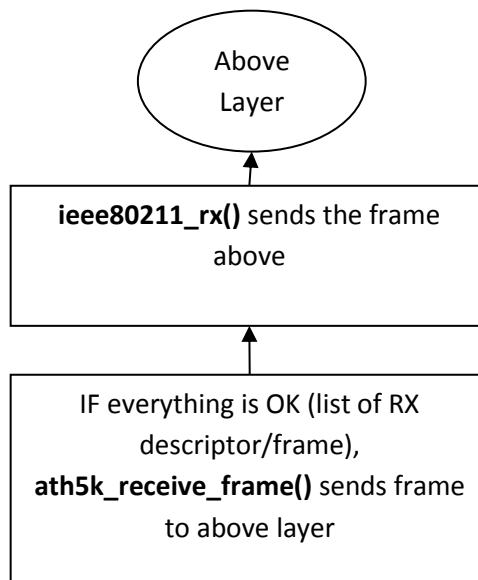 Above
Layer
ieee80211_rx() sends the frame
above
IF everything is OK (list of RX
descriptor/frame),
ath5k_receive_frame() sends frame
to above layer